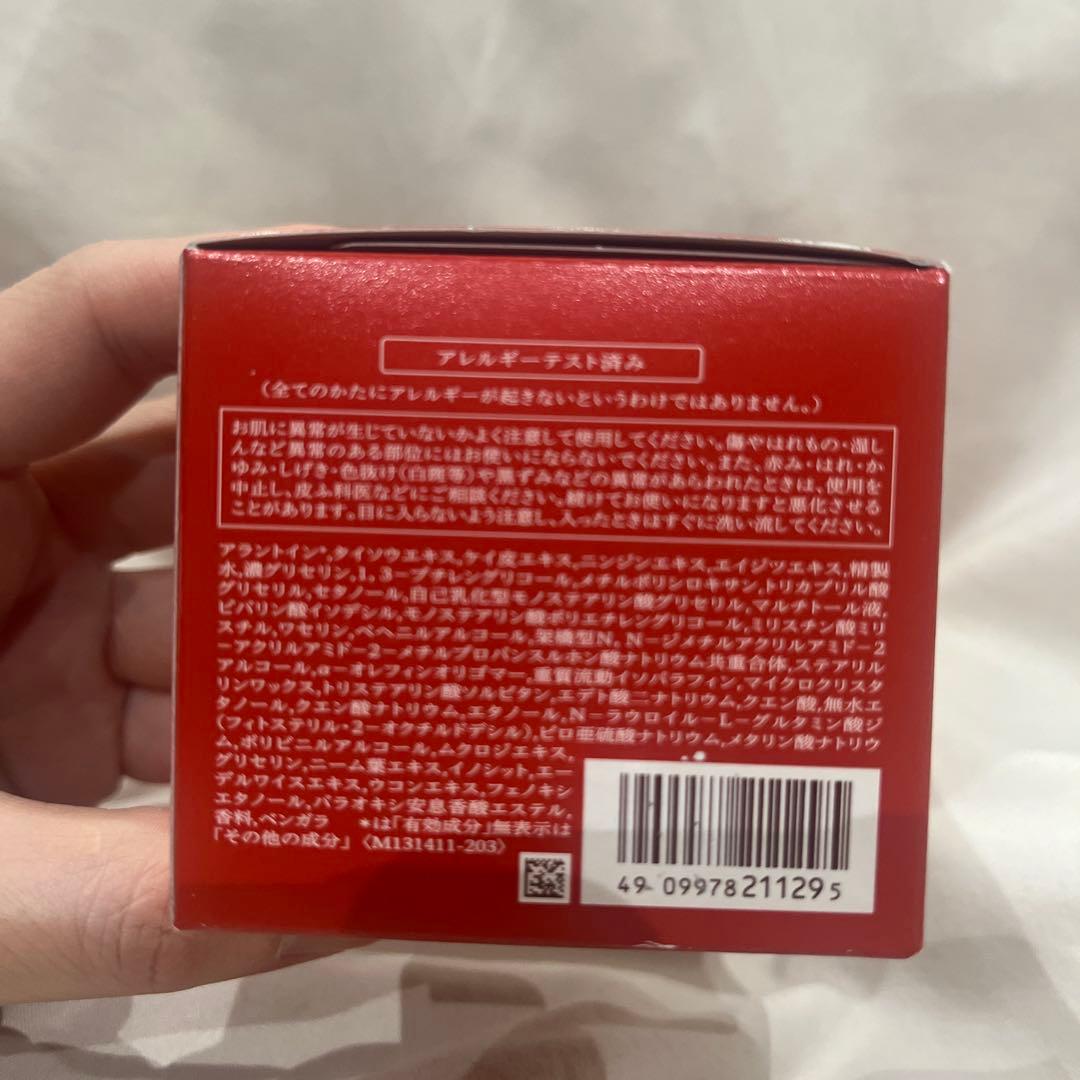 アレルギーテスト済み
（全てのかたにアレルギーが起きないというわけではありません。）
お肌に異常が生じていないかよく注意して使用してください。傷やはれもの・湿し
んなど異常のある部位にはお使いにならないでください。また、赤み・はれ・か
ゆみ・しげき・色抜け（白斑等）や黒ずみなどの異常があらわれたときは、使用を
中止し、皮ふ科医などにご相談ください。続けてお使いになりますと悪化させる
ことがあります。目に入らないよう注意し、入ったときはすぐに洗い流してください。
アラントイン*,タイソウエキス,ケイ皮エキス,ニンジンエキス,エイジツエキス,精製
水,濃グリセリン,1,3-ブチレングリコール,メチルポリシロキサン,トリカプリル酸
グリセリル,セタノール,自己乳化型モノステアリン酸グリセリル,マルチトール液,
ピバリン酸イソデシル,モノステアリン酸ポリエチレングリコール,ミリスチン酸ミリ
スチル,ワセリン,ベヘニルアルコール,架橋型N,N-ジメチルアクリルアミド-2
-アクリルアミド-2-メチルプロパンスルホン酸ナトリウム共重合体,ステアリル
アルコール,α-オレフィンオリゴマー,重質流動イソパラフィン,マイクロクリスタ
リンワックス,トリステアリン酸ソルビタン,エデト酸二ナトリウム,クエン酸,無水エ
タノール,クエン酸ナトリウム,エタノール,N-ラウロイル-L-グルタミン酸ジ
(フィトステリル-2-オクチルドデシル),ピロ亜硫酸ナトリウム,メタリン酸ナトリウ
ム,ポリビニルアルコール,ムクロジエキス,
グリセリン,ニーム葉エキス,イノシット,エー
デルワイスエキス,ウコンエキス,フェノキシ
エタノール,パラオキシ安息香酸エステル,
香料,ベンガラ *は「有効成分」無表示は
「その他の成分」〈M131411-203〉
49 09978 211295